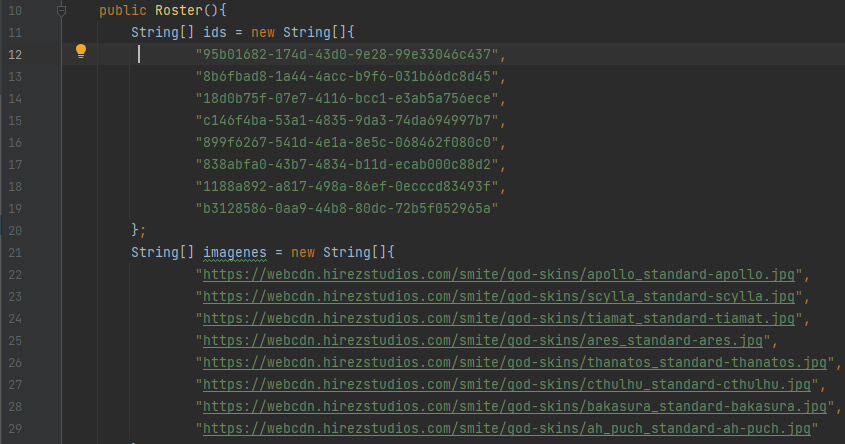 10 public Roster(){
11 String[] ids = new String[]{
12 "95b01682-174d-43d0-9e28-99e33046c437",
13 "8b6fbad8-1a44-4acc-b9f6-031b66dc8d45",
14 "18d0b75f-07e7-4116-bcc1-e3ab5a756ece",
15 "c146f4ba-53a1-4835-9da3-74da694997b7",
16 "899f6267-541d-4e1a-8e5c-068462f080c0",
17 "838abfa0-43b7-4834-b11d-ecab000c88d2",
18 "1188a892-a817-498a-86ef-0ecccd83493f",
19 "b3128586-0aa9-44b8-80dc-72b5f052965a"
20 };
21 String[] imagenes = new String[]{
22 "https://webcdn.hirezstudios.com/smite/god-skins/apollo_standard-apollo.jpg",
23 "https://webcdn.hirezstudios.com/smite/god-skins/scylla_standard-scylla.jpg",
24 "https://webcdn.hirezstudios.com/smite/god-skins/tiamat_standard-tiamat.jpg",
25 "https://webcdn.hirezstudios.com/smite/god-skins/ares_standard-ares.jpg",
26 "https://webcdn.hirezstudios.com/smite/god-skins/thanatos_standard-thanatos.jpg",
27 "https://webcdn.hirezstudios.com/smite/god-skins/cthulhu_standard-cthulhu.jpg",
28 "https://webcdn.hirezstudios.com/smite/god-skins/bakasura_standard-bakasura.jpg",
29 "https://webcdn.hirezstudios.com/smite/god-skins/ah_puch_standard-ah-puch.jpg"